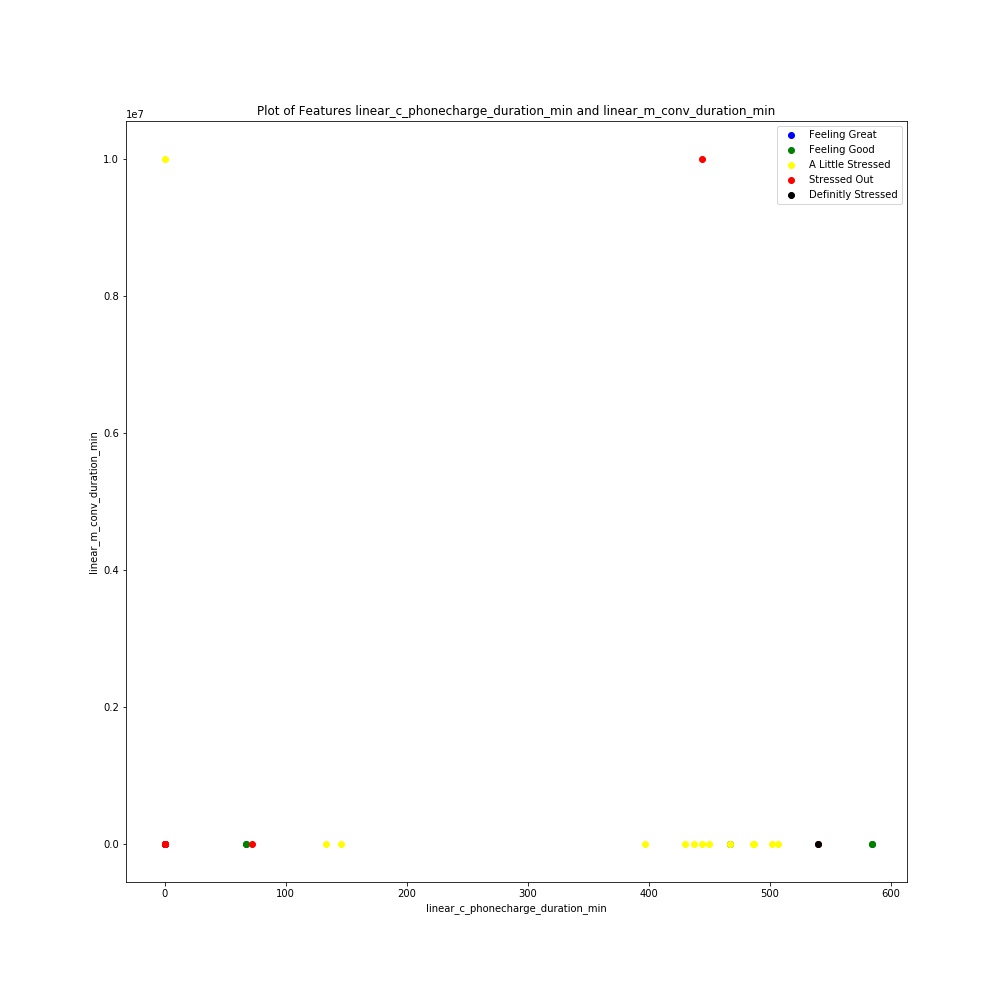 Plot of Features linear_c_phonecharge_duration_min and linear_m_conv_duration_min
1e7
Feeling Great
Feeling Good
A Little Stressed
Stressed Out
Definitly Stressed
1.0
0.8
0.6
0.4
0.2
0.0
linear_m_conv_duration_min
0 100 200 300 400 500 600
linear_c_phonecharge_duration_min